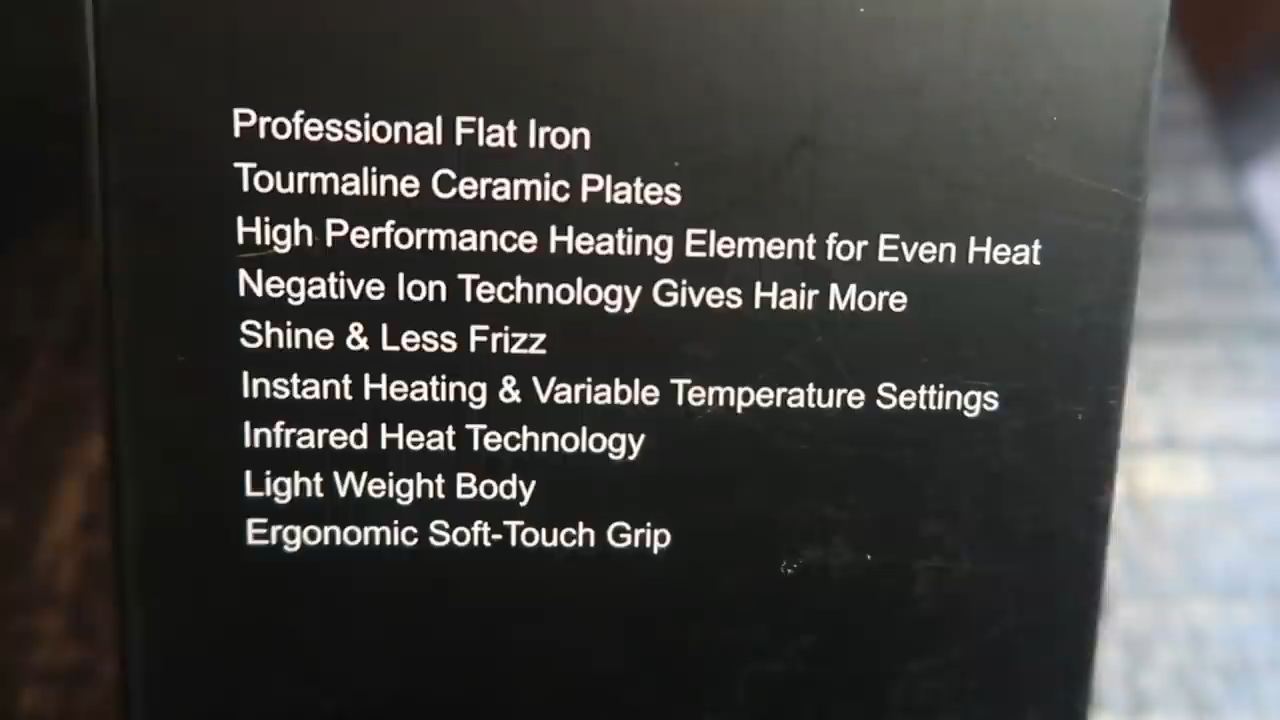 Professional Flat Iron
Tourmaline Ceramic Plates
High Performance Heating Element for Even Heat
Negative Ion Technology Gives Hair More
Shine & Less Frizz
Instant Heating & Variable Temperature Settings
Infrared Heat Technology
Light Weight Body
Ergonomic Soft-Touch Grip